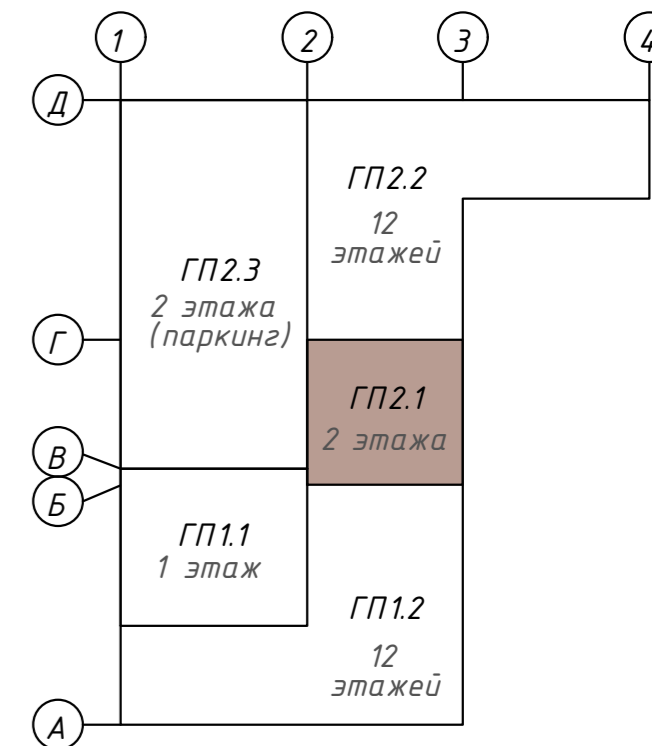 1 2 3 4
Д
ГП2.2
12
этажей
ГП2.3
2 этажа
(паркинг)
Г
ГП2.1
2 этажа
В
Б
ГП1.1
1 этаж
ГП1.2
12
этажей
А